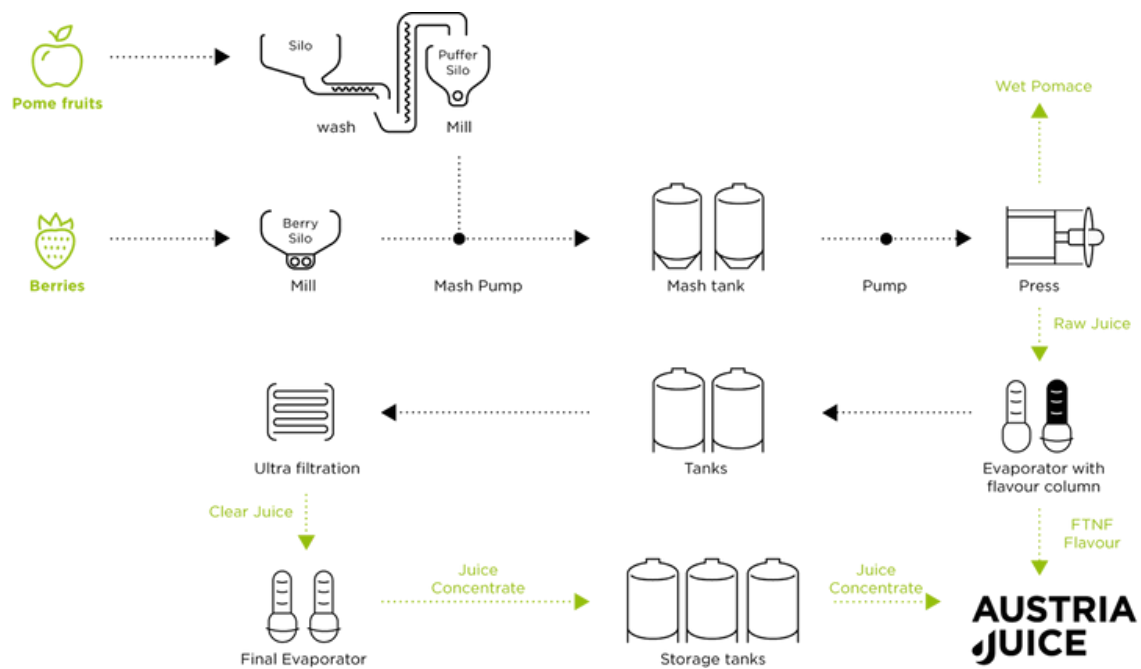 Silo
Puffer
Silo
Pome fruits
wash
Mill
Wet Pomace
Berry
Silo
Berries
Mill
Mash Pump
Mash tank
Pump
Press
Raw Juice
Ultra filtration
Tanks
Evaporator with
flavour column
Clear Juice
FTNF
Flavour
Juice
Concentrate
Juice
Concentrate
AUSTRIA
JUICE
Final Evaporator
Storage tanks